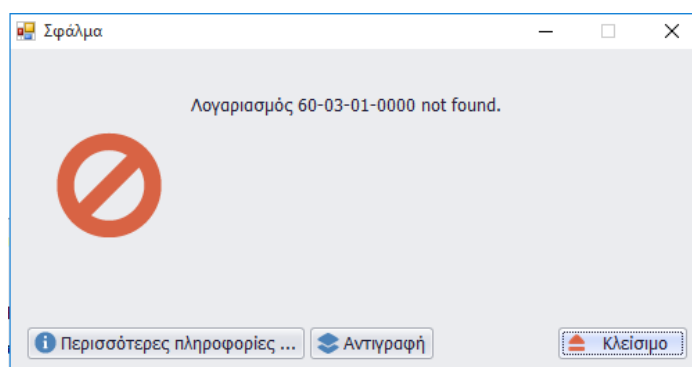 Σφάλμα
Λογαριασμός 60-03-01-0000 not found.
Περισσότερες πληροφορίες ... Αντιγραφή Κλείσιμο